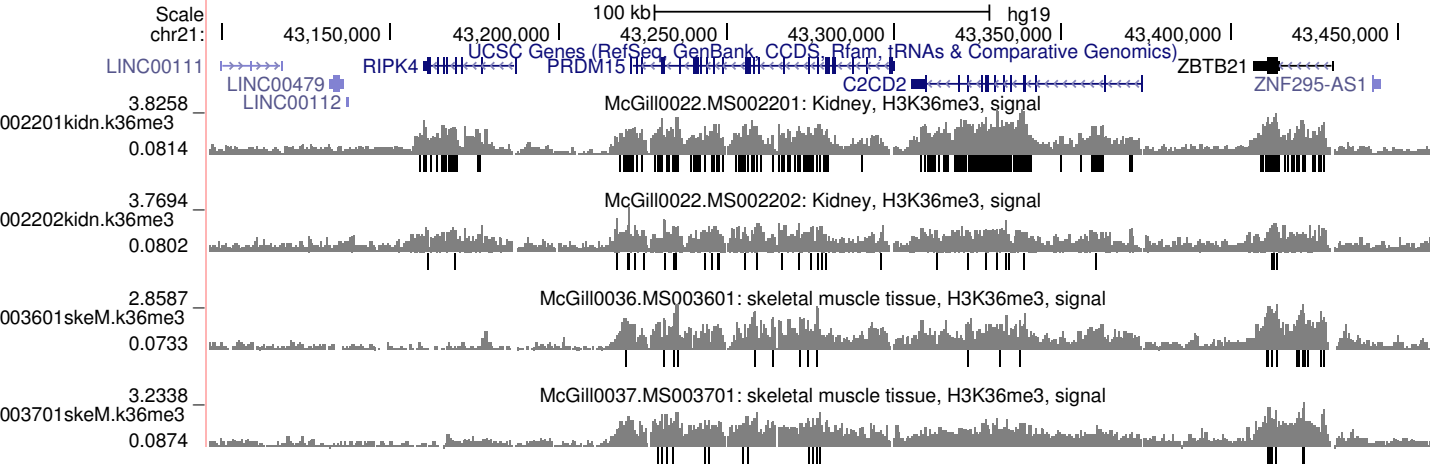 Scale 100 kb hg19
chr21: 43,150,000 43,200,000 43,250,000 43,300,000 43,350,000 43,400,000 43,450,000
UCSC Genes (RefSeq, GenBank, CCDS, Rfam, tRNAs & Comparative Genomics)
LINC00111 RIPK4 PRDM15 ZBTB21
LINC00479 C2CD2 ZNF295-AS1
LINC00112
McGill0022.MS002201: Kidney, H3K36me3, signal
3.8258
002201kidn.k36me3
0.0814
McGill0022.MS002202: Kidney, H3K36me3, signal
3.7694
002202kidn.k36me3
0.0802
McGill0036.MS003601: skeletal muscle tissue, H3K36me3, signal
2.8587
003601skeM.k36me3
0.0733
McGill0037.MS003701: skeletal muscle tissue, H3K36me3, signal
3.2338
003701skeM.k36me3
0.0874